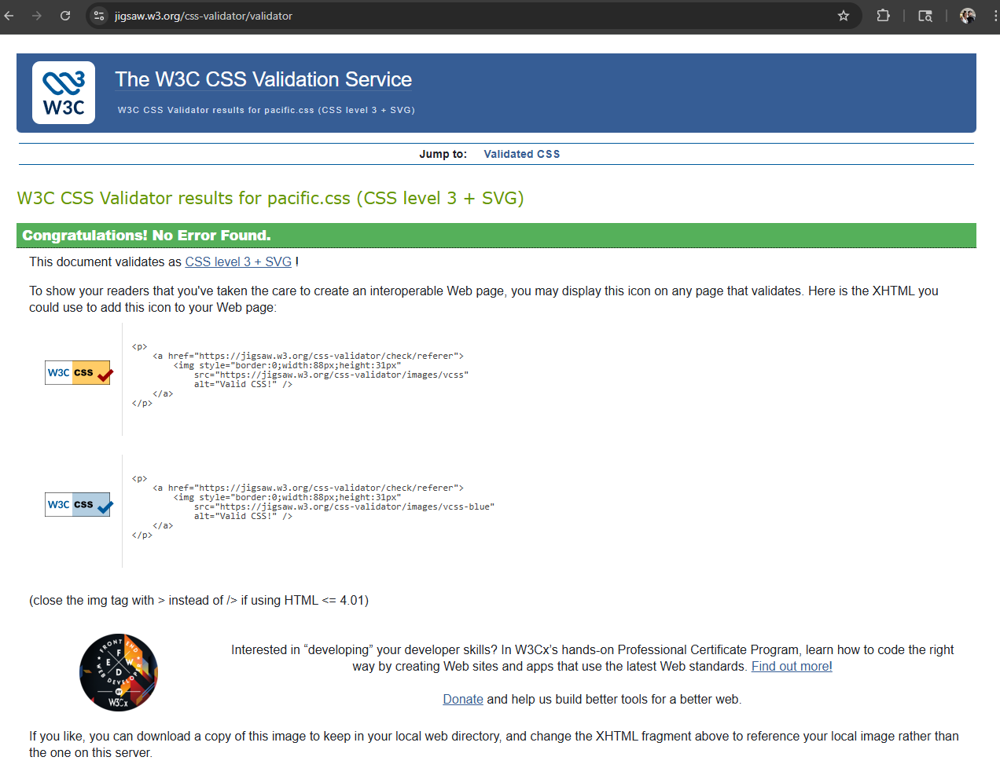 jigsaw.w3.org/css-validator/validator
W3C
The W3C CSS Validation Service
W3C CSS Validator results for pacific.css (CSS level 3 + SVG)
Jump to: Validated CSS
W3C CSS Validator results for pacific.css (CSS level 3 + SVG)
Congratulations! No Error Found.
This document validates as CSS level 3 + SVG !
To show your readers that you've taken the care to create an interoperable Web page, you may display this icon on any page that validates. Here is the XHTML you
could use to add this icon to your Web page:
W3C css
<p>
    <a href="https://jigsaw.w3.org/css-validator/check/referer">
        <img style="border:0;width:88px;height:31px"
            src="https://jigsaw.w3.org/css-validator/images/vcss"
            alt="Valid CSS!" />
    </a>
</p>
W3C css
<p>
    <a href="https://jigsaw.w3.org/css-validator/check/referer">
        <img style="border:0;width:88px;height:31px"
            src="https://jigsaw.w3.org/css-validator/images/vcss-blue"
            alt="Valid CSS!" />
    </a>
</p>
(close the img tag with > instead of /> if using HTML <= 4.01)
FRONT END
WEB DEVELOPER
F E W D
BY
W3Cx
Interested in “developing” your developer skills? In W3Cx’s hands-on Professional Certificate Program, learn how to code the right
way by creating Web sites and apps that use the latest Web standards. Find out more!
Donate and help us build better tools for a better web.
If you like, you can download a copy of this image to keep in your local web directory, and change the XHTML fragment above to reference your local image rather than
the one on this server.